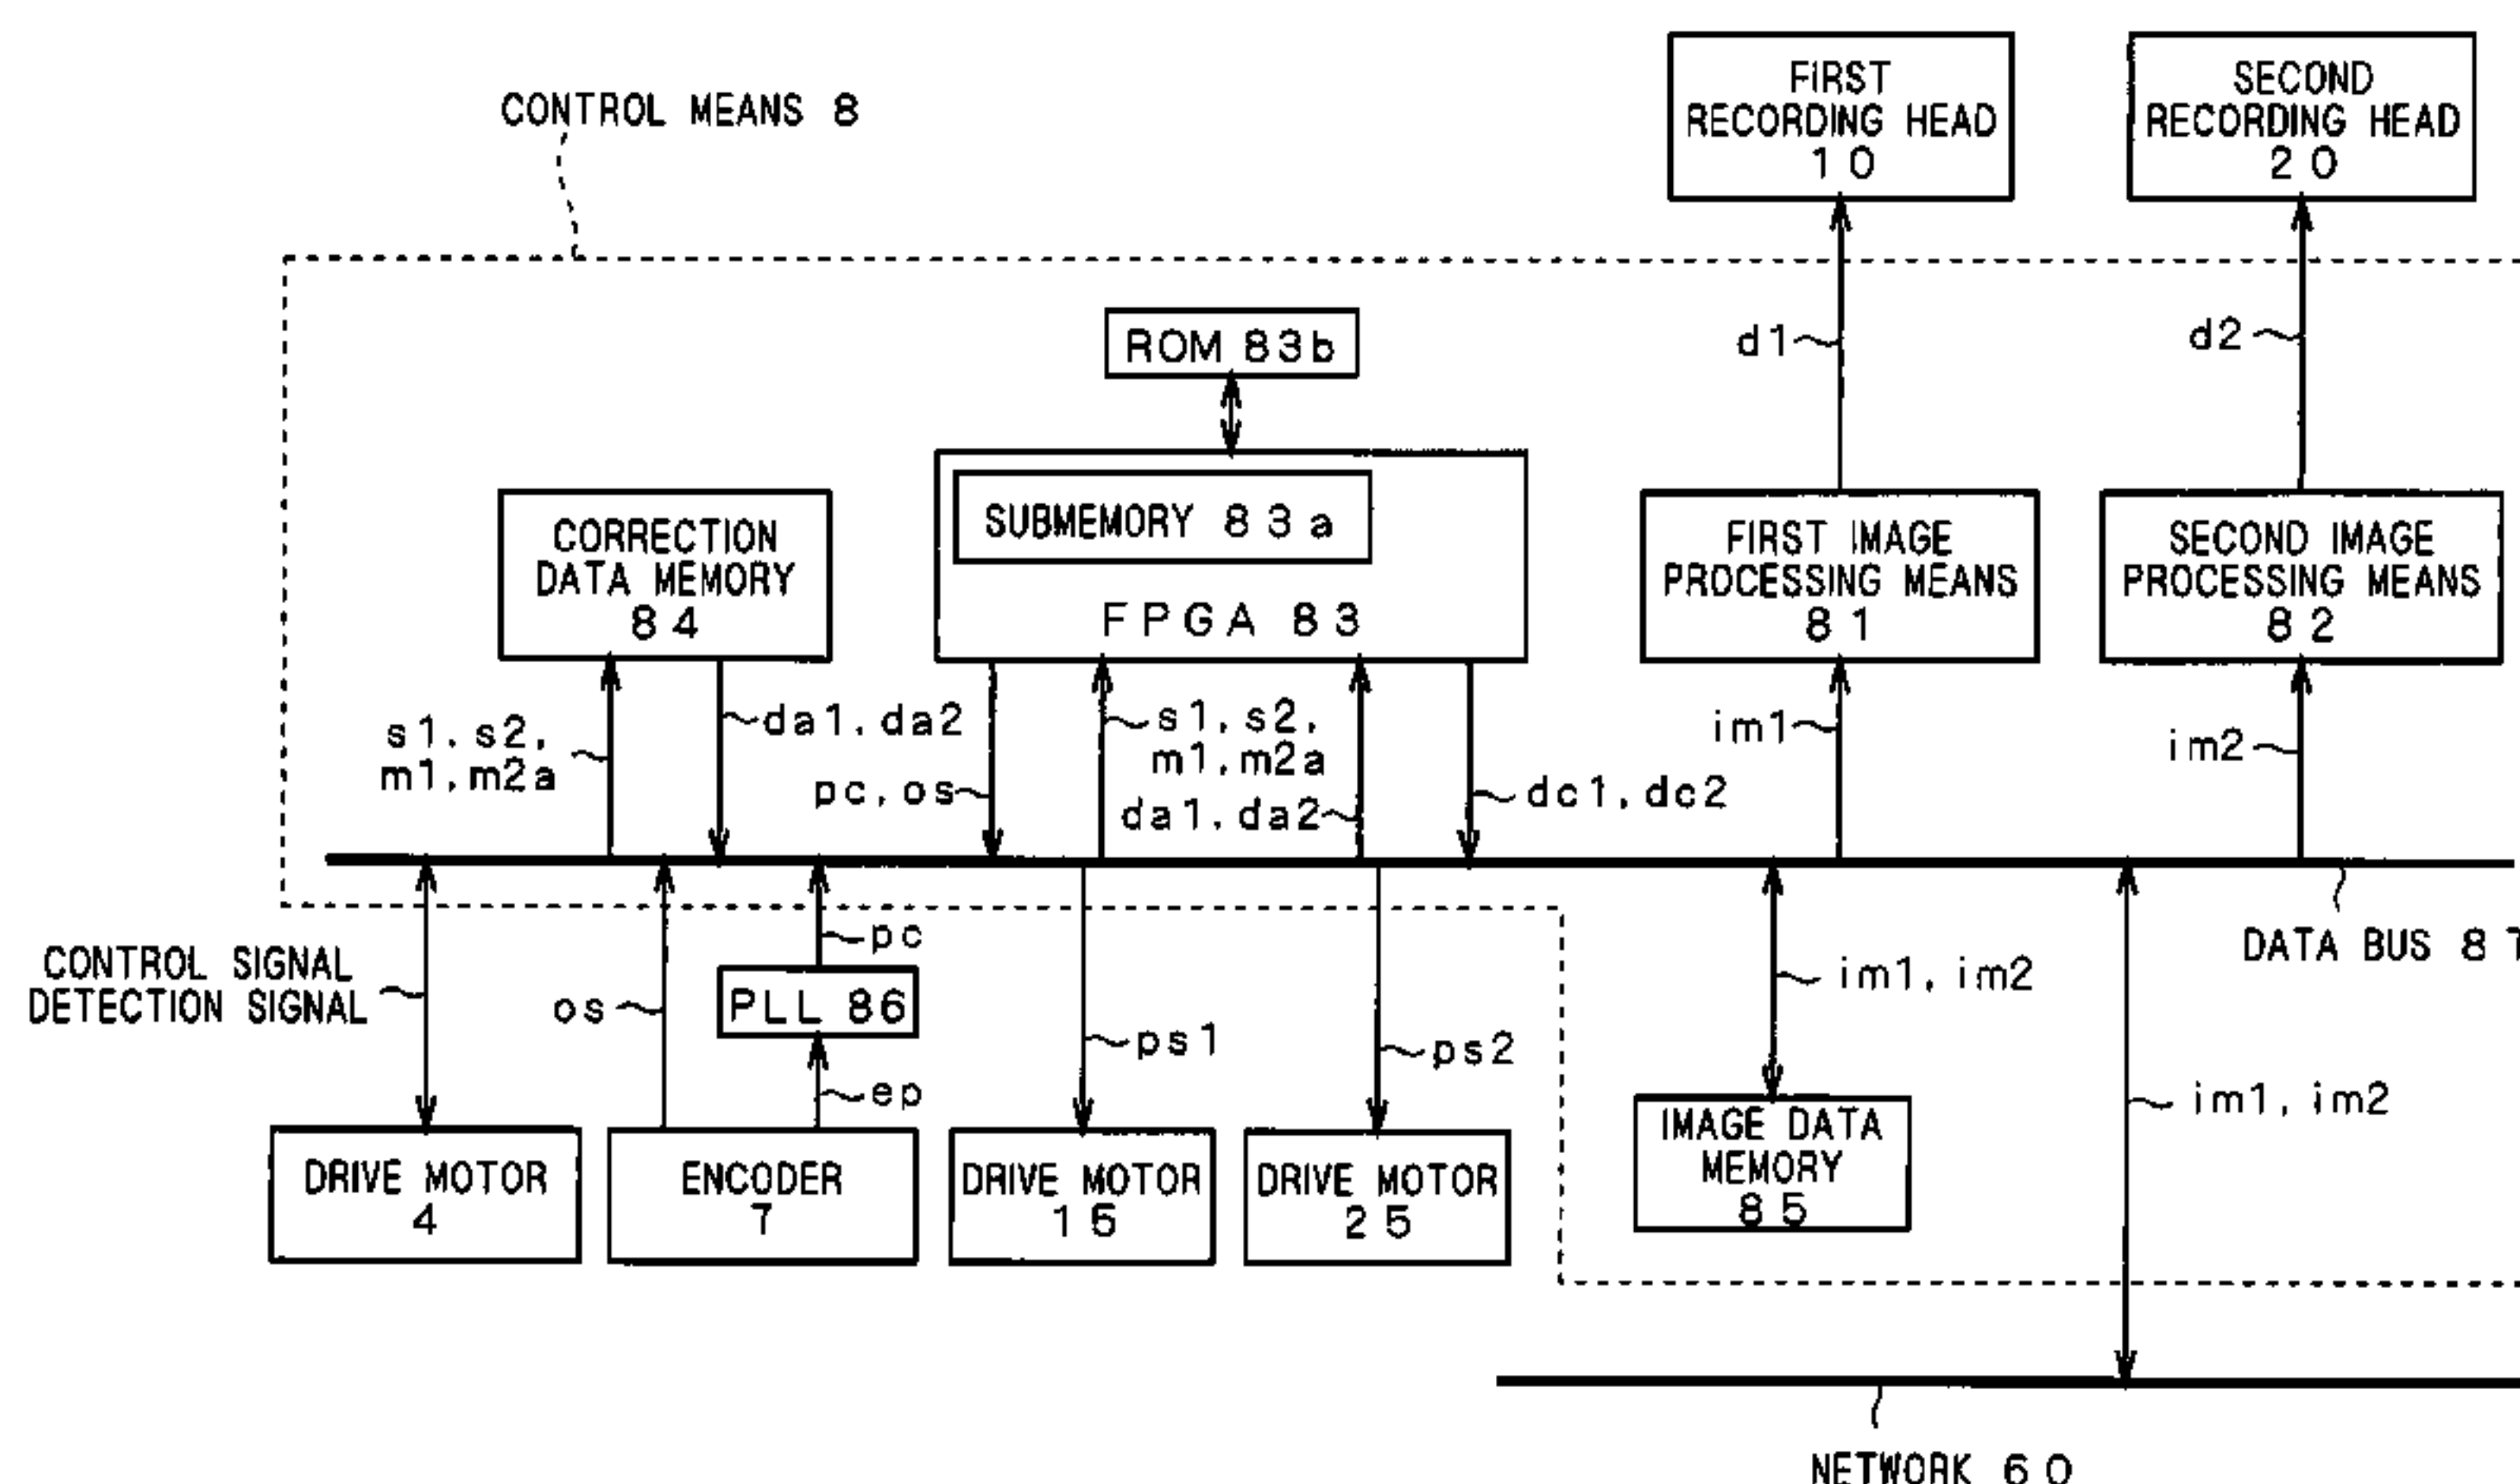 FIRST
RECORDING HEAD
10
SECOND
RECORDING HEAD
20
CONTROL MEANS 8
d1
d2
ROM 83b
SUBMEMORY 83a
FPGA 83
CORRECTION
DATA MEMORY
84
FIRST IMAGE
PROCESSING MEANS
81
SECOND IMAGE
PROCESSING MEANS
82
s1, s2,
m1, m2a
da1, da2
pc, os
s1, s2,
m1, m2a
da1, da2
dc1, dc2
im1
im2
DATA BUS 87
CONTROL SIGNAL
DETECTION SIGNAL
os
pc
PLL 86
ep
ps1
ps2
im1, im2
im1, im2
DRIVE MOTOR
4
ENCODER
7
DRIVE MOTOR
15
DRIVE MOTOR
25
IMAGE DATA
MEMORY
85
NETWORK 60